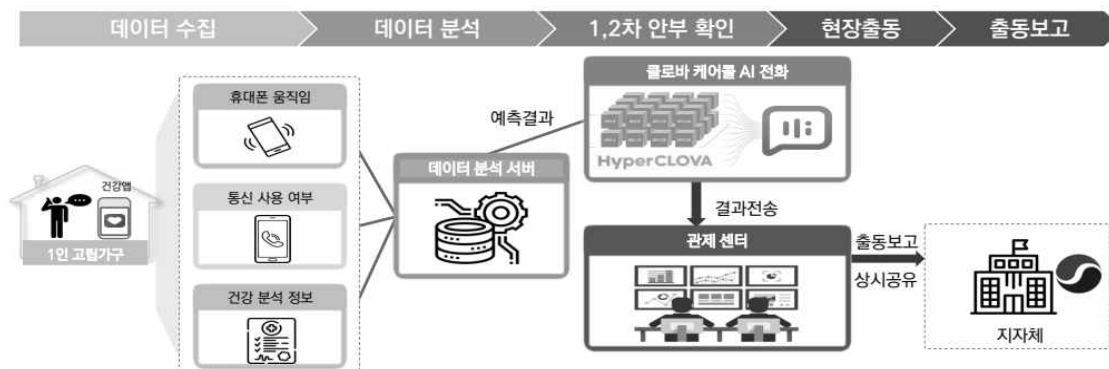 데이터 수집
데이터 분석
1,2차 안부 확인
현장출동
출동보고
휴대폰 움직임
통신 사용 여부
건강 분석 정보
건강앱
1인 고립가구
데이터 분석 서버
예측결과
클로바 케어콜 AI 전화
HyperCLOVA
결과전송
관제 센터
출동보고
상시공유
지자체